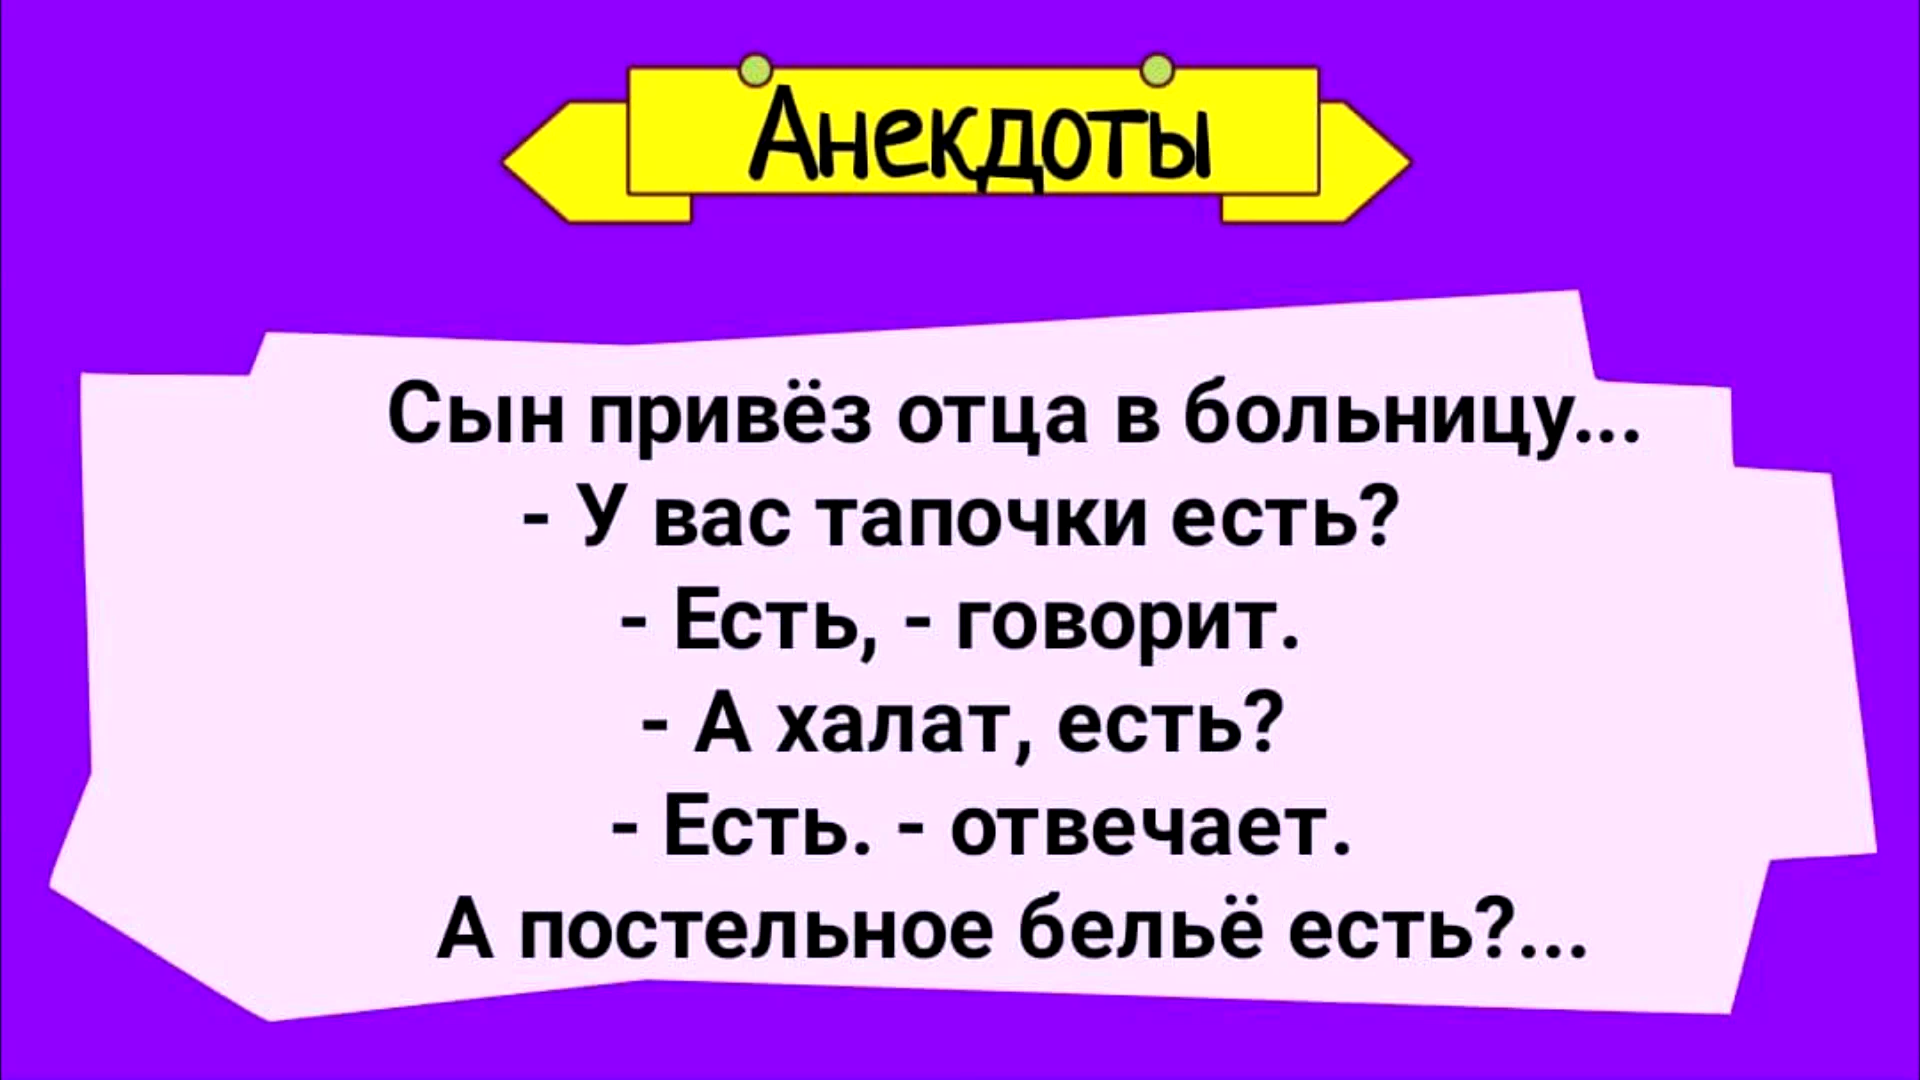 Анекдоты
Сын привёз отца в больницу...
- У вас тапочки есть?
- Есть, - говорит.
- А халат, есть?
- Есть. - отвечает.
А постельное бельё есть?...